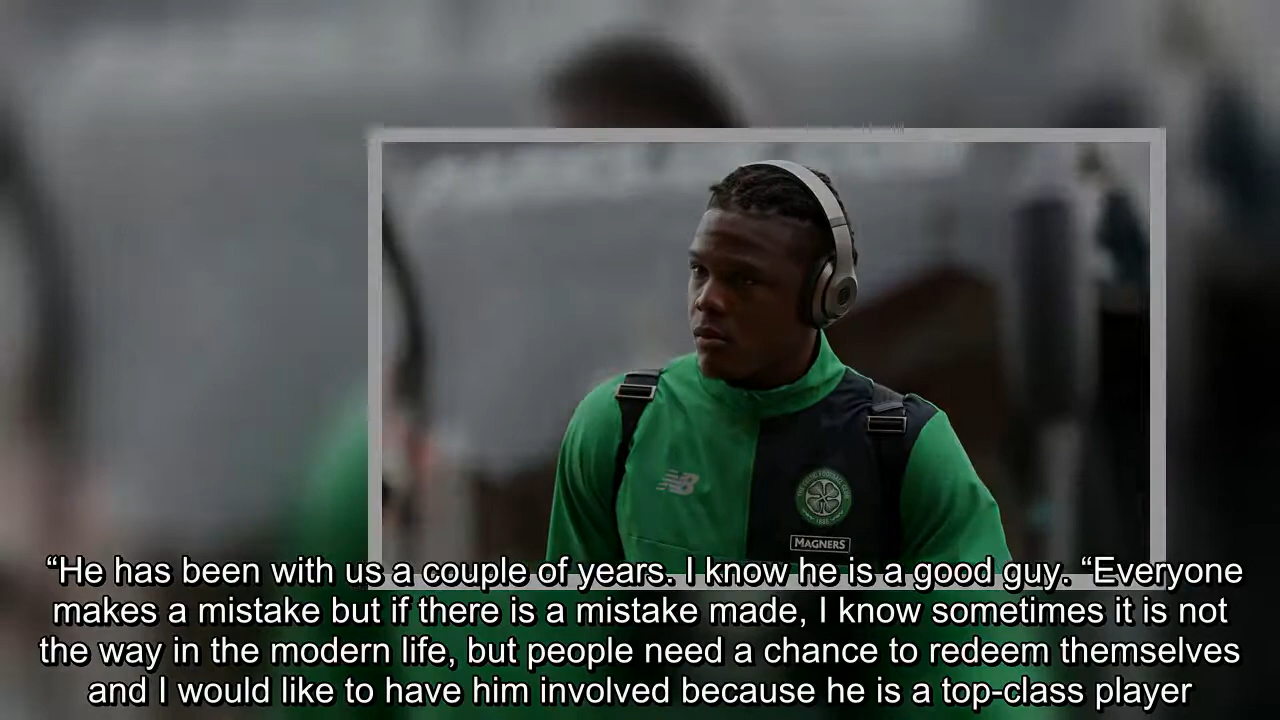 NB
MAGNERS
“He has been with us a couple of years. I know he is a good guy. “Everyone
makes a mistake but if there is a mistake made, I know sometimes it is not
the way in the modern life, but people need a chance to redeem themselves
and I would like to have him involved because he is a top-class player